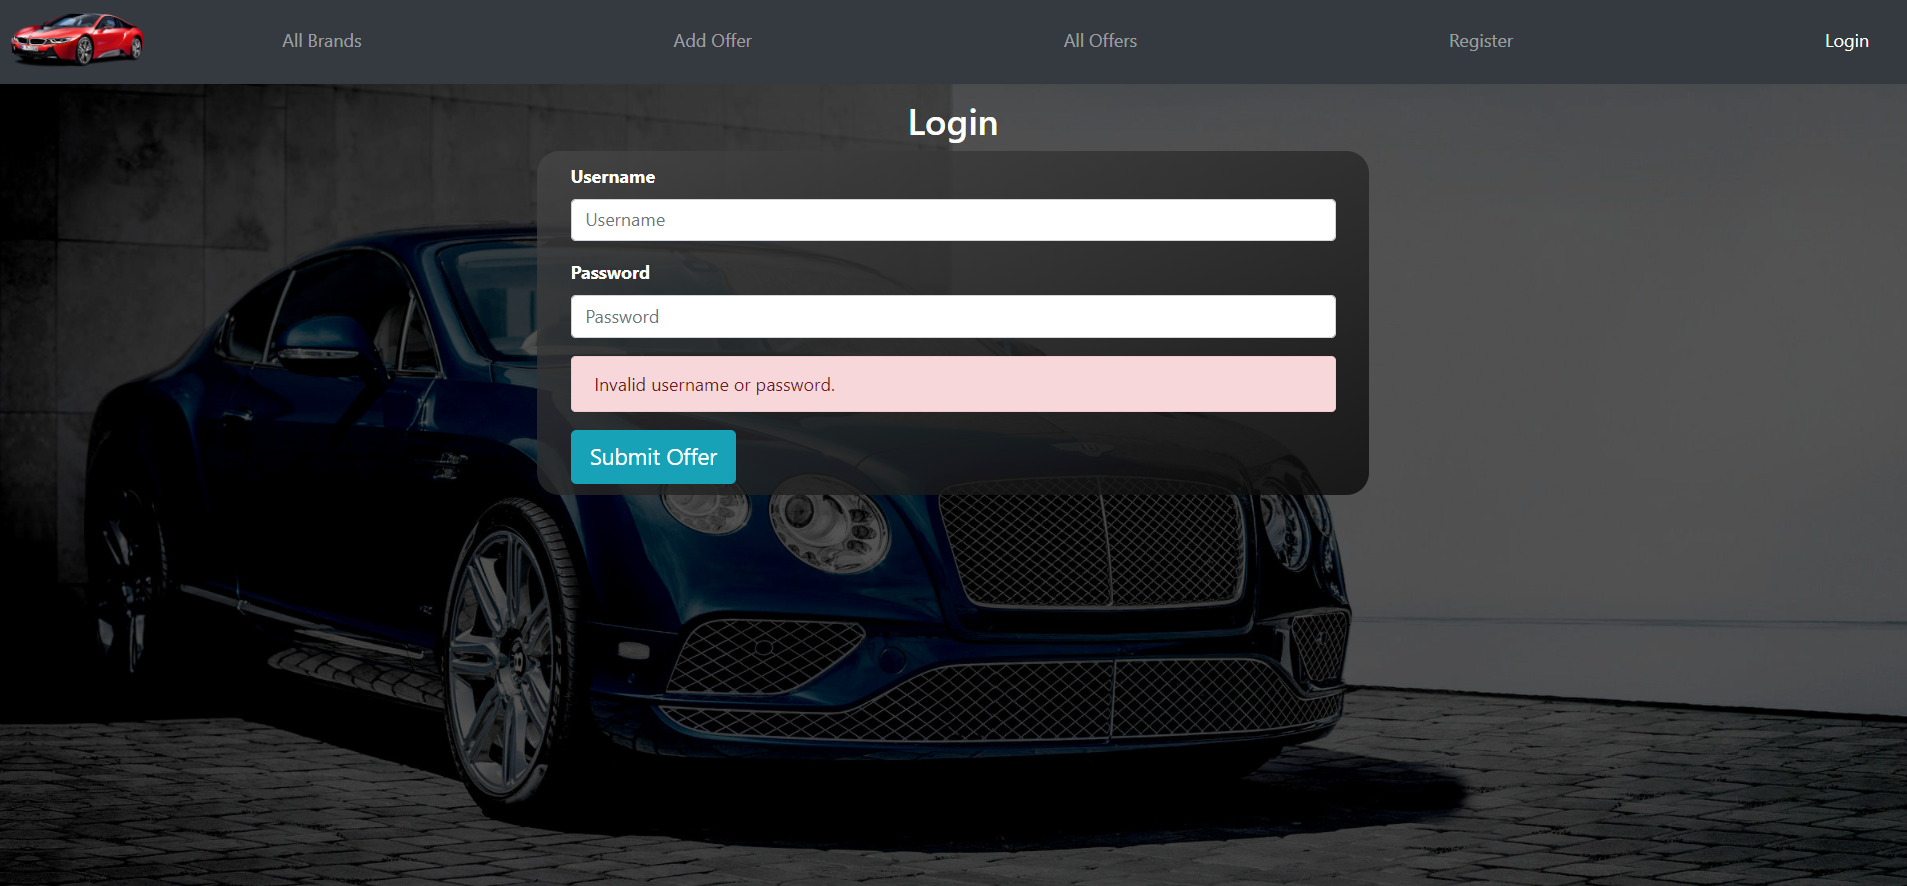 All Brands
Add Offer
All Offers
Register
Login
Login
Username
Username
Password
Password
Invalid username or password.
Submit Offer